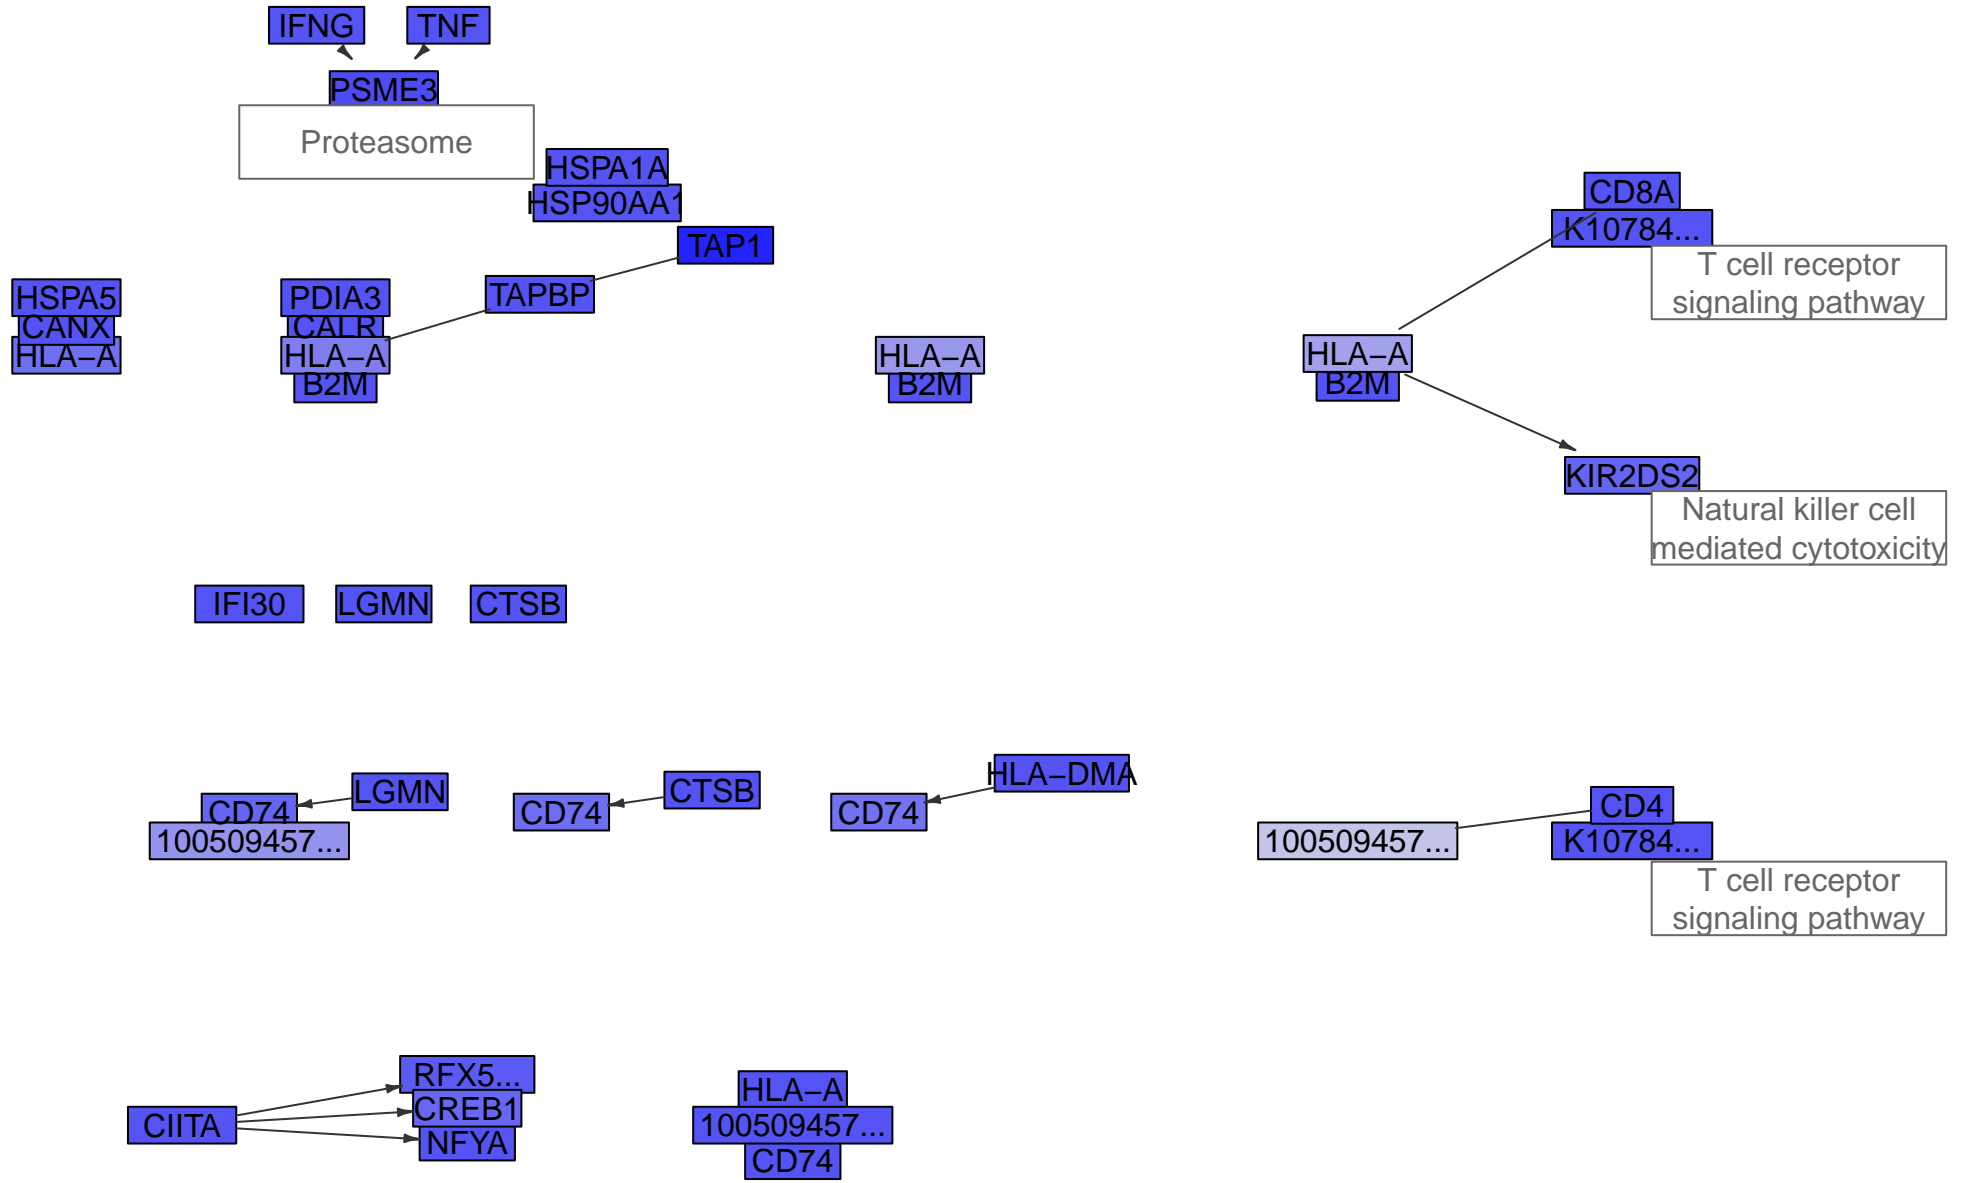 IFNG
TNF
PSME3
Proteasome
HSPA1A
HSP90AA1
TAP1
TAPBP
CD8A
K10784...
T cell receptor
signaling pathway
HSPA5
CANX
HLA−A
PDIA3
CALR
HLA−A
B2M
HLA−A
B2M
HLA−A
B2M
KIR2DS2
Natural killer cell
mediated cytotoxicity
IFI30
LGMN
CTSB
LGMN
CD74
100509457...
CTSB
CD74
HLA−DMA
CD74
CD4
100509457...
K10784...
T cell receptor
signaling pathway
CIITA
RFX5...
CREB1
NFYA
HLA−A
100509457...
CD74